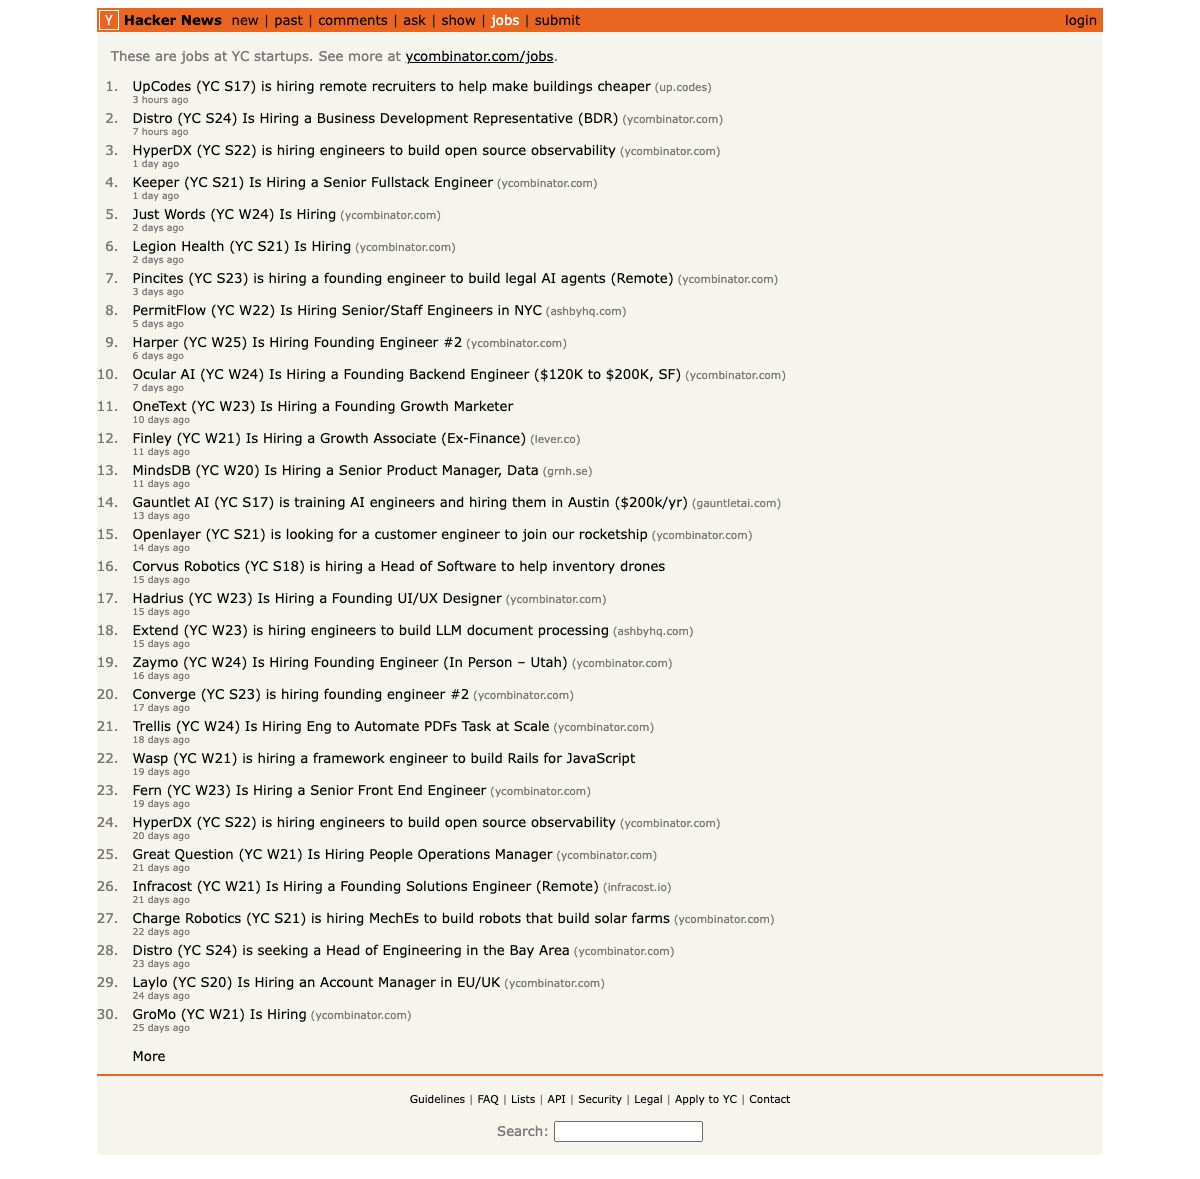 Y Hacker News new | past | comments | ask | show | jobs | submit login
These are jobs at YC startups. See more at ycombinator.com/jobs.
1. UpCodes (YC S17) is hiring remote recruiters to help make buildings cheaper (up.codes)
3 hours ago
2. Distro (YC S24) Is Hiring a Business Development Representative (BDR) (ycombinator.com)
7 hours ago
3. HyperDX (YC S22) is hiring engineers to build open source observability (ycombinator.com)
1 day ago
4. Keeper (YC S21) Is Hiring a Senior Fullstack Engineer (ycombinator.com)
1 day ago
5. Just Words (YC W24) Is Hiring (ycombinator.com)
2 days ago
6. Legion Health (YC S21) Is Hiring (ycombinator.com)
2 days ago
7. Pincites (YC S23) is hiring a founding engineer to build legal AI agents (Remote) (ycombinator.com)
3 days ago
8. PermitFlow (YC W22) Is Hiring Senior/Staff Engineers in NYC (ashbyhq.com)
5 days ago
9. Harper (YC W25) Is Hiring Founding Engineer #2 (ycombinator.com)
6 days ago
10. Ocular AI (YC W24) Is Hiring a Founding Backend Engineer ($120K to $200K, SF) (ycombinator.com)
7 days ago
11. OneText (YC W23) Is Hiring a Founding Growth Marketer
10 days ago
12. Finley (YC W21) Is Hiring a Growth Associate (Ex-Finance) (lever.co)
11 days ago
13. MindsDB (YC W20) Is Hiring a Senior Product Manager, Data (grnh.se)
11 days ago
14. Gauntlet AI (YC S17) is training AI engineers and hiring them in Austin ($200k/yr) (gauntletai.com)
13 days ago
15. Openlayer (YC S21) is looking for a customer engineer to join our rocketship (ycombinator.com)
14 days ago
16. Corvus Robotics (YC S18) is hiring a Head of Software to help inventory drones
15 days ago
17. Hadrius (YC W23) Is Hiring a Founding UI/UX Designer (ycombinator.com)
15 days ago
18. Extend (YC W23) is hiring engineers to build LLM document processing (ashbyhq.com)
15 days ago
19. Zaymo (YC W24) Is Hiring Founding Engineer (In Person – Utah) (ycombinator.com)
16 days ago
20. Converge (YC S23) is hiring founding engineer #2 (ycombinator.com)
17 days ago
21. Trellis (YC W24) Is Hiring Eng to Automate PDFs Task at Scale (ycombinator.com)
18 days ago
22. Wasp (YC W21) is hiring a framework engineer to build Rails for JavaScript
19 days ago
23. Fern (YC W23) Is Hiring a Senior Front End Engineer (ycombinator.com)
19 days ago
24. HyperDX (YC S22) is hiring engineers to build open source observability (ycombinator.com)
20 days ago
25. Great Question (YC W21) Is Hiring People Operations Manager (ycombinator.com)
21 days ago
26. Infracost (YC W21) Is Hiring a Founding Solutions Engineer (Remote) (infracost.io)
21 days ago
27. Charge Robotics (YC S21) is hiring MechEs to build robots that build solar farms (ycombinator.com)
22 days ago
28. Distro (YC S24) is seeking a Head of Engineering in the Bay Area (ycombinator.com)
23 days ago
29. Laylo (YC S20) Is Hiring an Account Manager in EU/UK (ycombinator.com)
24 days ago
30. GroMo (YC W21) Is Hiring (ycombinator.com)
25 days ago
More
Guidelines | FAQ | Lists | API | Security | Legal | Apply to YC | Contact
Search: